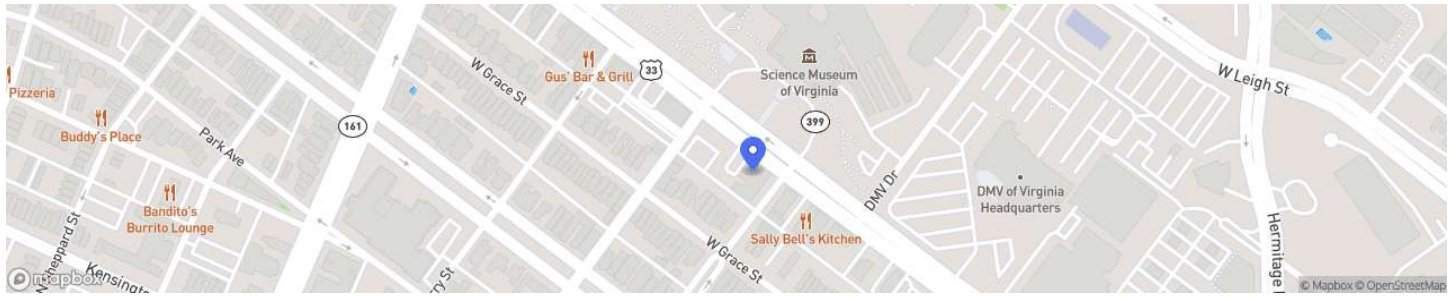 Pizzeria
Buddy's Place
Park Ave
Bandito's
Burrito Lounge
N Sheppard St
Kensington
mapbox
161
W Grace St
Gus' Bar & Grill
33
Science Museum
of Virginia
399
W Leigh St
DMV Dr
DMV of Virginia
Headquarters
Sally Bell's Kitchen
W Grace St
Hermitage
© Mapbox © OpenStreetMap